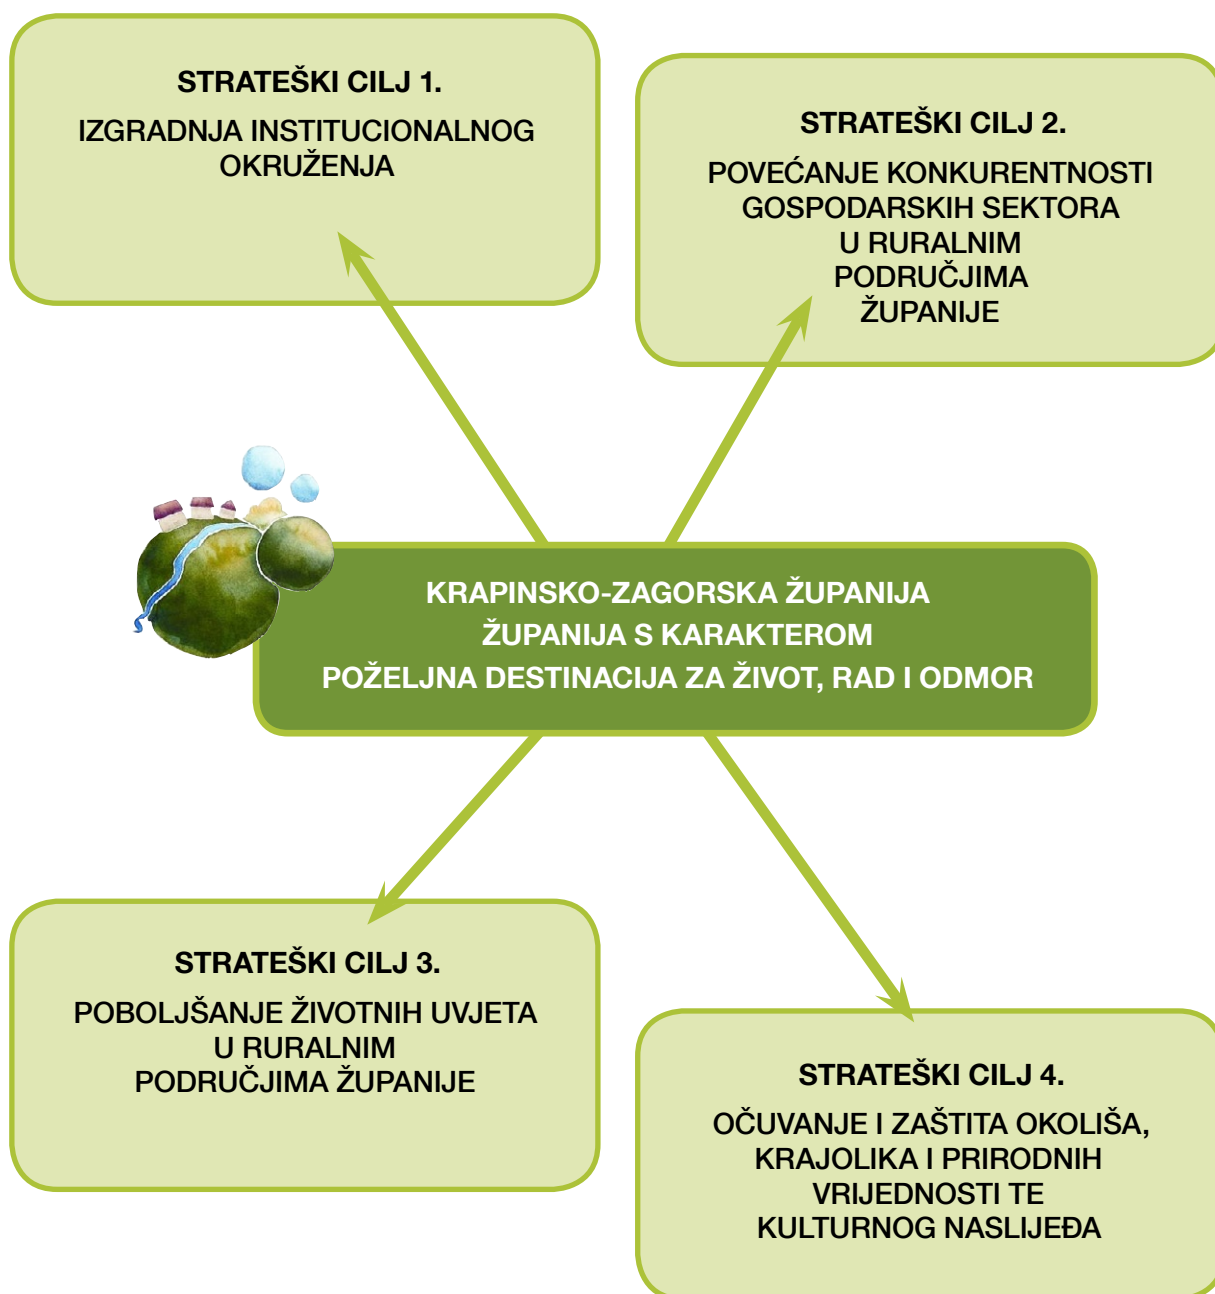 STRATEŠKI CILJ 1.
IZGRADNJA INSTITUCIONALNOG
OKRUŽENJA
STRATEŠKI CILJ 2.
POVEĆANJE KONKURENTNOSTI
GOSPODARSKIH SEKTORA
U RURALNIM
PODRUČJIMA
ŽUPANIJE
KRAPINSKO-ZAGORSKA ŽUPANIJA
ŽUPANIJA S KARAKTEROM
POŽELJNA DESTINACIJA ZA ŽIVOT, RAD I ODMOR
STRATEŠKI CILJ 3.
POBOLJŠANJE ŽIVOTNIH UVJETA
U RURALNIM
PODRUČJIMA ŽUPANIJE
STRATEŠKI CILJ 4.
OČUVANJE I ZAŠTITA OKOLIŠA,
KRAJOLIKA I PRIRODNIH
VRIJEDNOSTI TE
KULTURNOG NASLIJEĐA